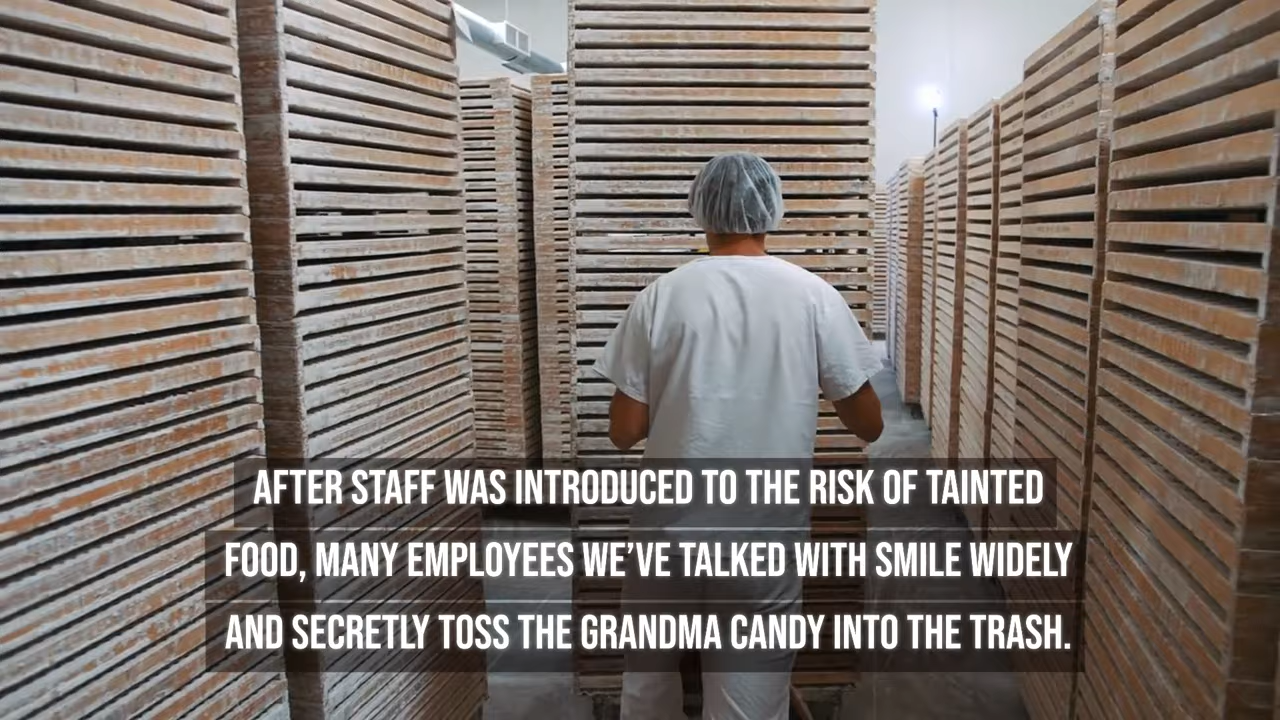 AFTER STAFF WAS INTRODUCED TO THE RISK OF TAINTED
FOOD, MANY EMPLOYEES WE’VE TALKED WITH SMILE WIDELY
AND SECRETLY TOSS THE GRANDMA CANDY INTO THE TRASH.